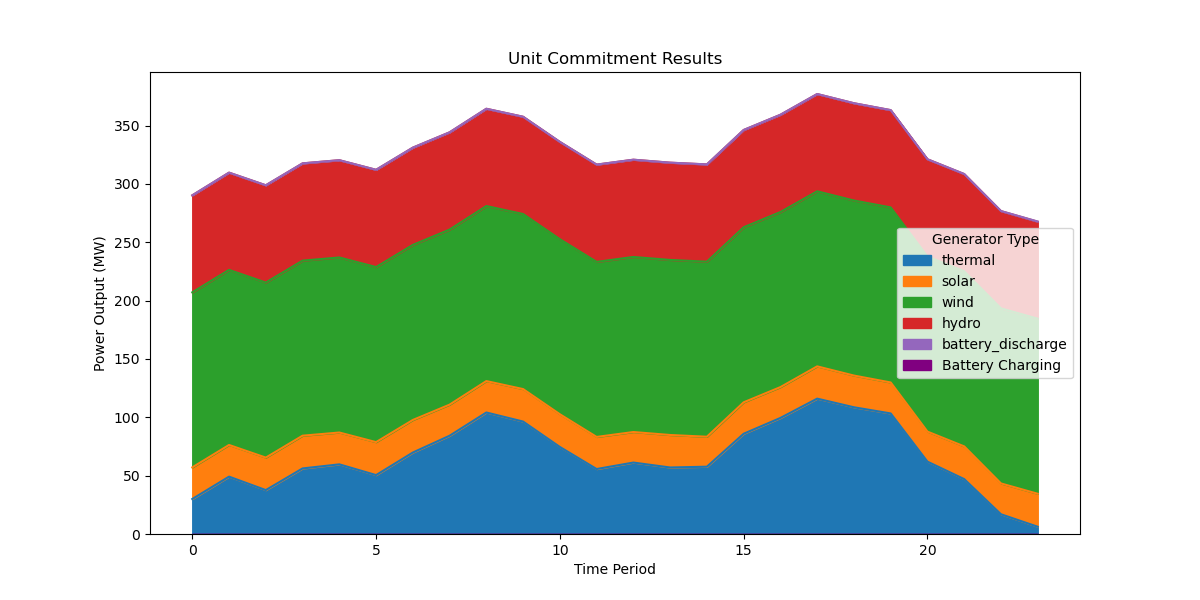 Unit Commitment Results
Power Output (MW)
350
300
250
200
150
100
50
0
0 5 10 15 20
Time Period
Generator Type
thermal
solar
wind
hydro
battery_discharge
Battery Charging